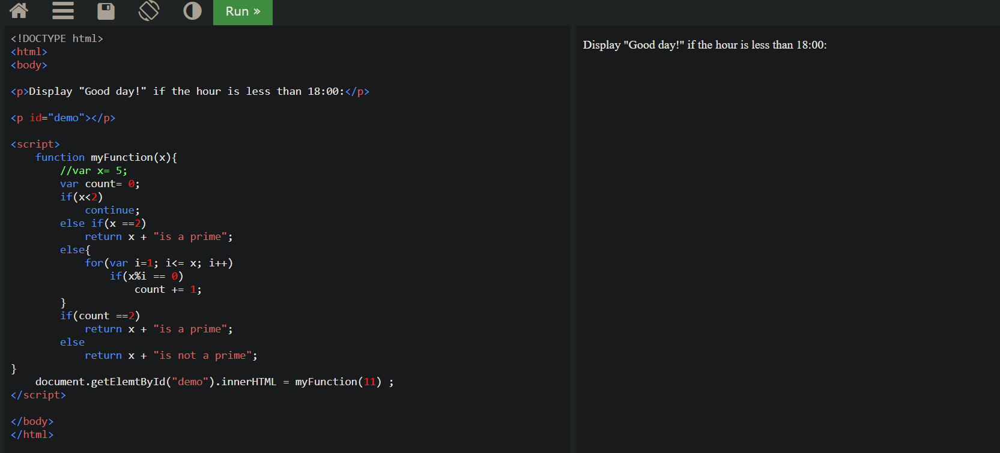 Run »
<!DOCTYPE html>
<html>
<body>
<p>Display "Good day!" if the hour is less than 18:00:</p>
<p id="demo"></p>
<script>
function myFunction(x){
//var x= 5;
var count= 0;
if(x<2)
continue;
else if(x ==2)
return x + "is a prime";
else{
for(var i=1; i<= x; i++)
if(x%i == 0)
count += 1;
}
if(count ==2)
return x + "is a prime";
else
return x + "is not a prime";
}
document.getElemtById("demo").innerHTML = myFunction(11) ;
</script>
</body>
</html>
Display "Good day!" if the hour is less than 18:00: